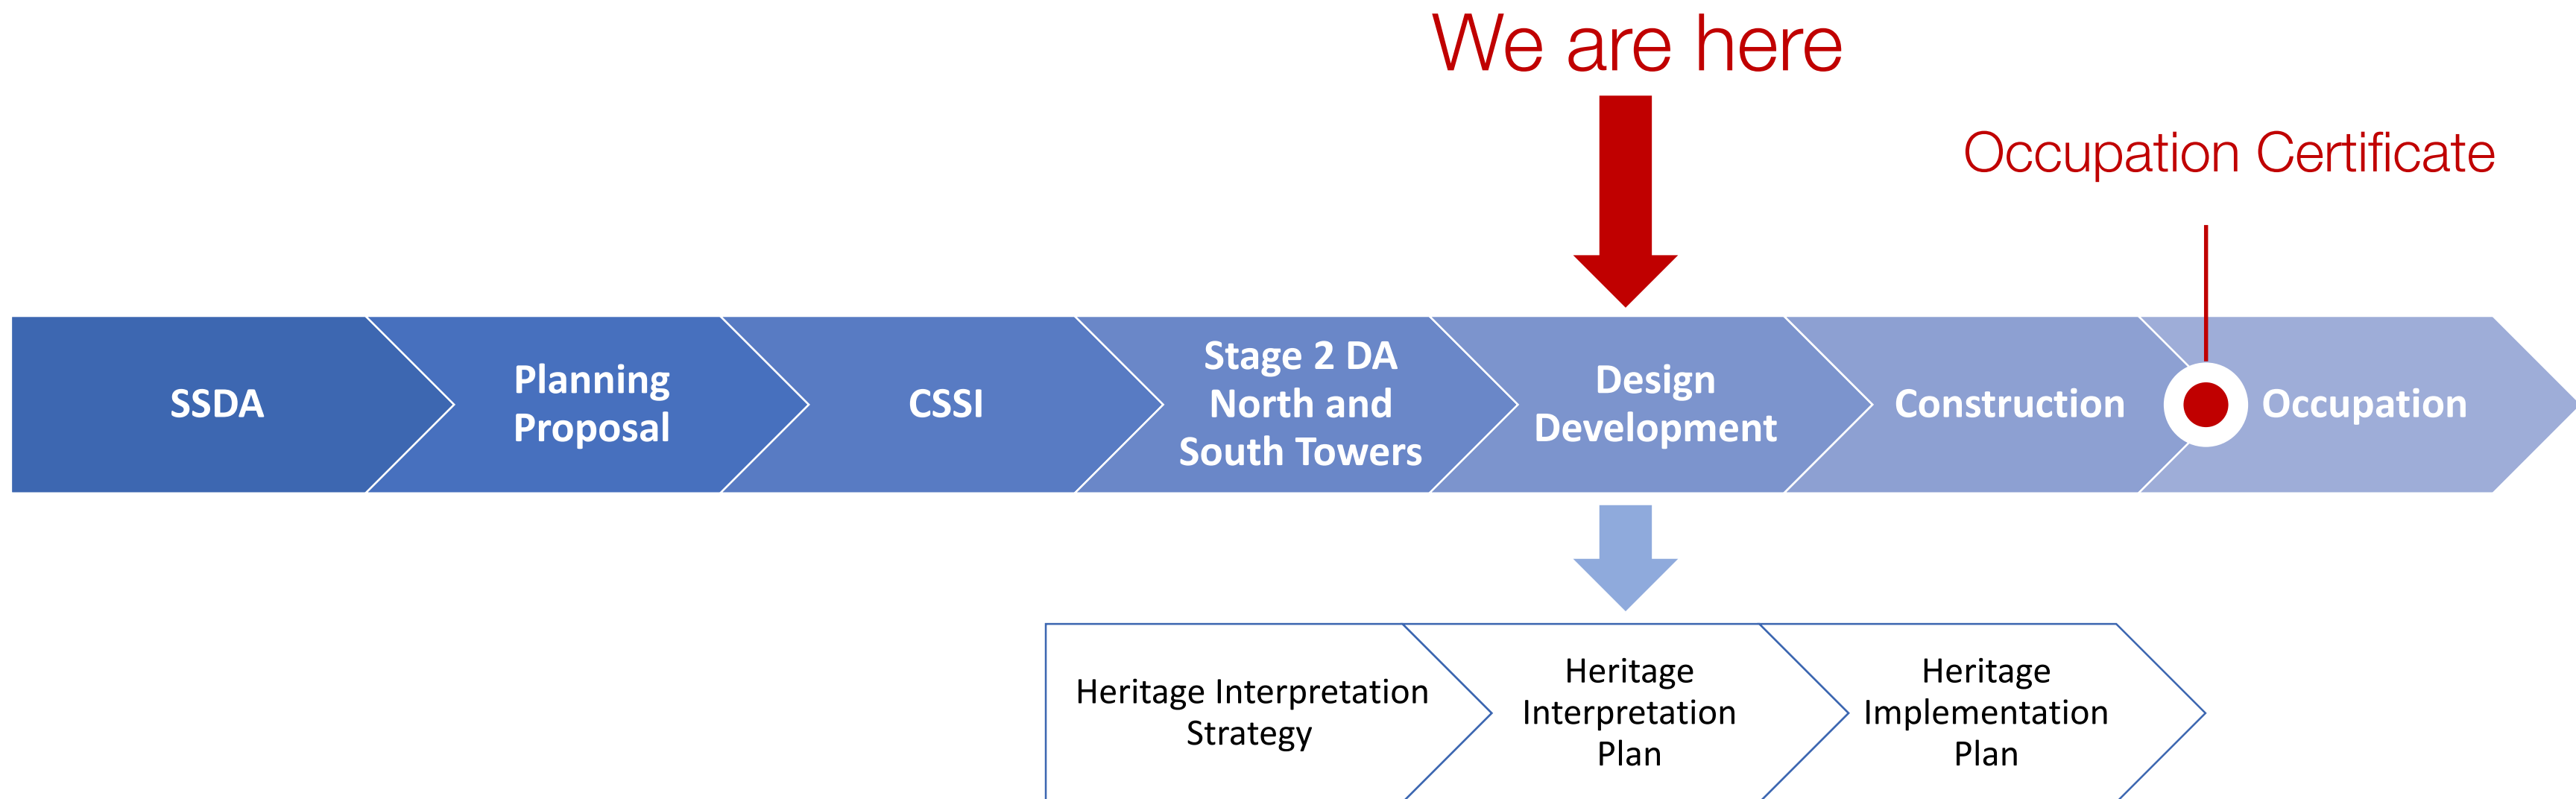 We are here
Occupation Certificate
SSDA
Planning
Proposal
CSSI
Stage 2 DA
North and
South Towers
Design
Development
Construction
Occupation
Heritage Interpretation
Strategy
Heritage
Interpretation
Plan
Heritage
Implementation
Plan